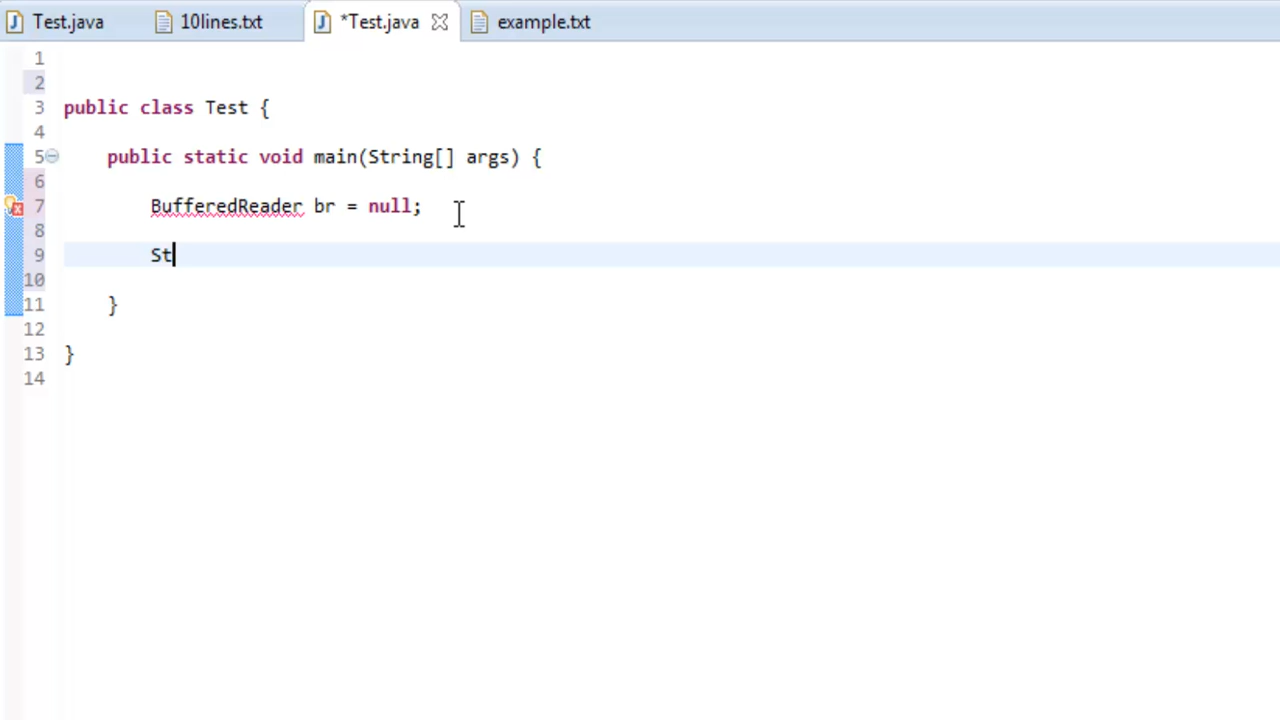 Test.java 10lines.txt *Test.java example.txt
1
2
3 public class Test {
4
5 public static void main(String[] args) {
6
7 BufferedReader br = null;
8
9 St
10
11 }
12
13 }
14